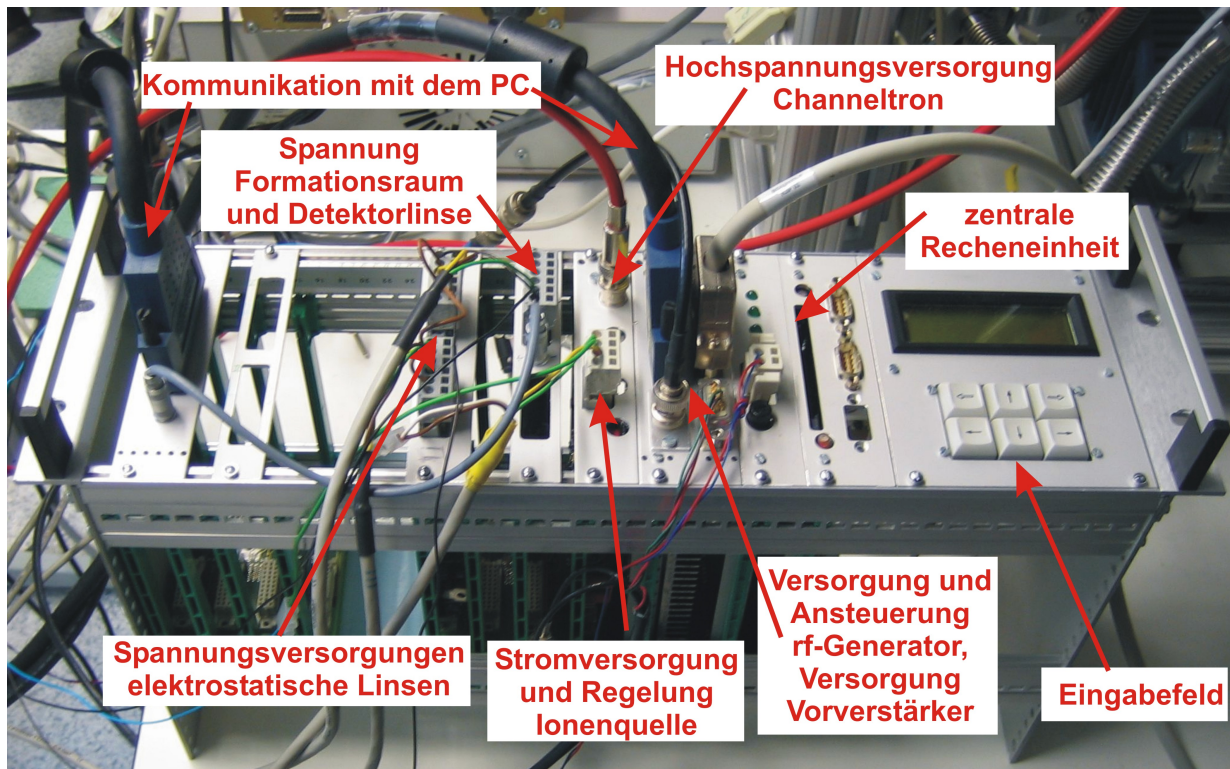 Kommunikation mit dem PC
Hochspannungsversorgung
Channeltron
Spannung
Formationsraum
und Detektorlinse
zentrale
Recheneinheit
Spannungsversorgungen
elektrostatische Linsen
Stromversorgung
und Regelung
Ionenquelle
Versorgung und
Ansteuerung
rf-Generator,
Versorgung
Vorverstärker
Eingabefeld